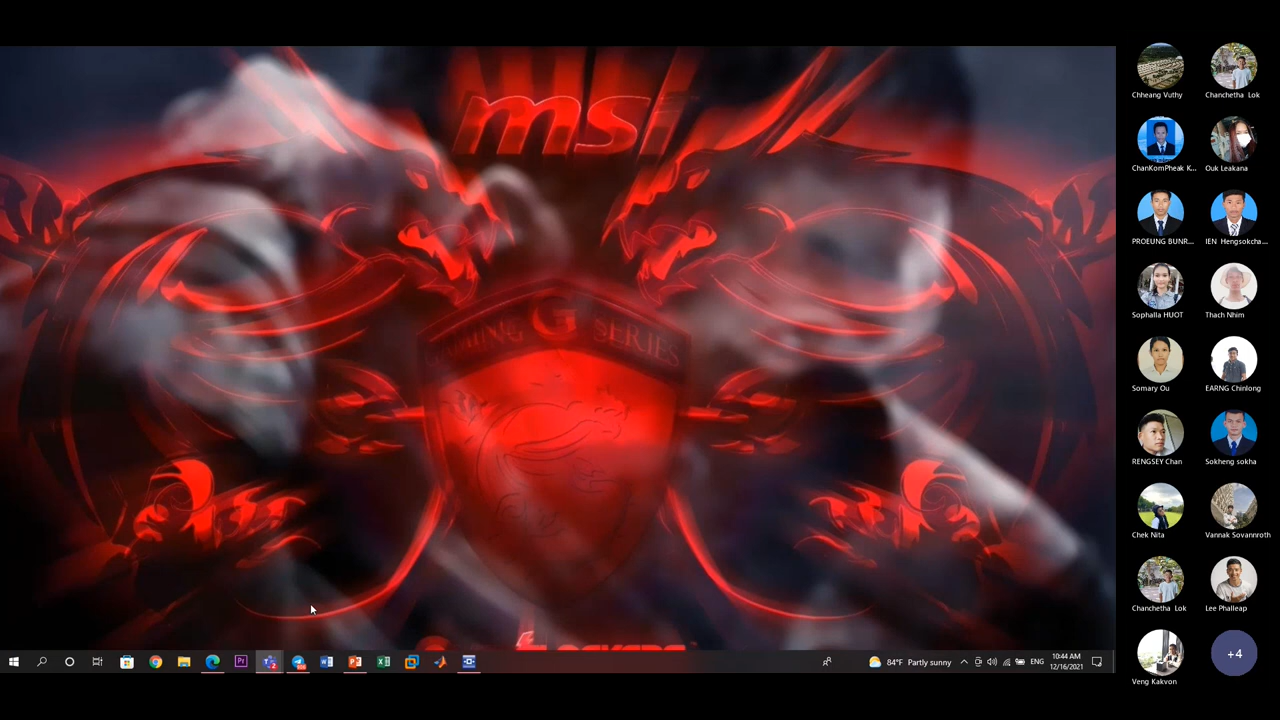 msi
GAMING G SERIES
84°F Partly sunny
ENG
10:44 AM
12/16/2021
Chheang Vuthy
Chanchetha Lok
ChanKomPheak K...
Ouk Leakana
PROEUNG BUNR...
IEN Hengsokcha...
Sophalla HUOT
Thach Nhim
Somary Ou
EARNG Chinlong
RENGSEY Chan
Sokheng sokha
Chek Nita
Vannak Sovannroth
Chanchetha Lok
Lee Phalleap
Veng Kakvon
+4